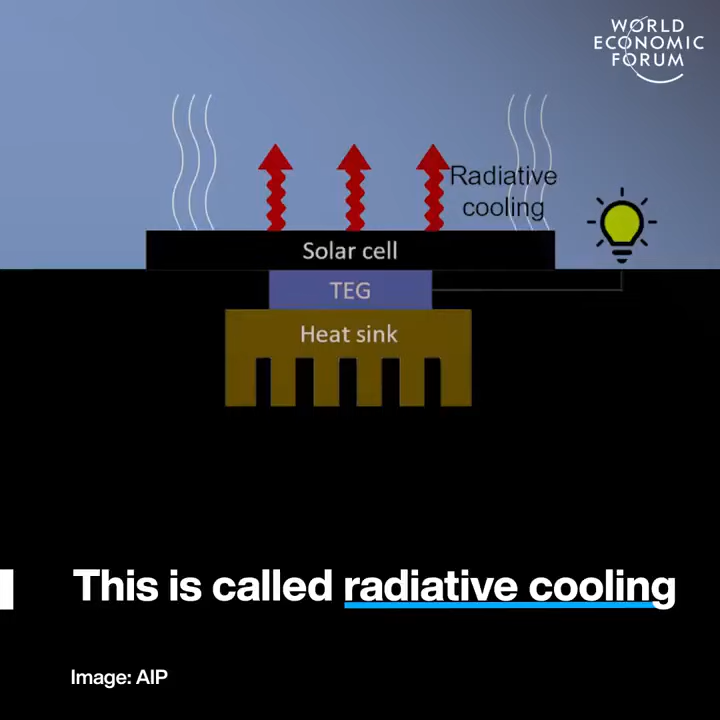 WORLD
ECONOMIC
FORUM
Radiative
cooling
Solar cell
TEG
Heat sink
This is called radiative cooling
Image: AIP